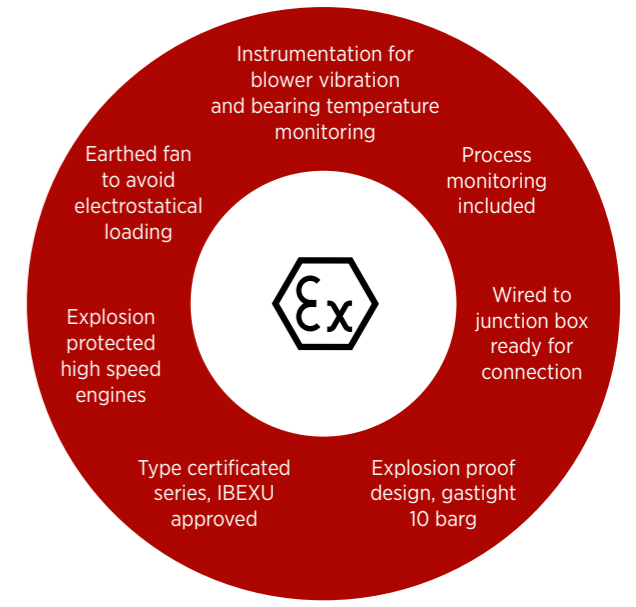 Instrumentation for
blower vibration
and bearing temperature
monitoring
Process
monitoring
included
Wired to
junction box
ready for
connection
Explosion proof
design, gastight
10 barg
Type certificated
series, IBEXU
approved
Explosion
protected
high speed
engines
Earthed fan
to avoid
electrostatical
loading
Ex